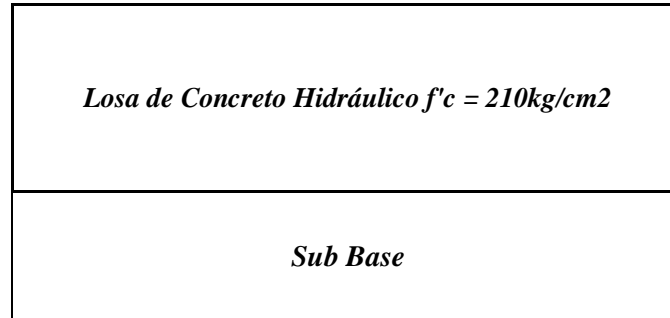 Losa de Concreto Hidráulico f'c = 210kg/cm2
Sub Base